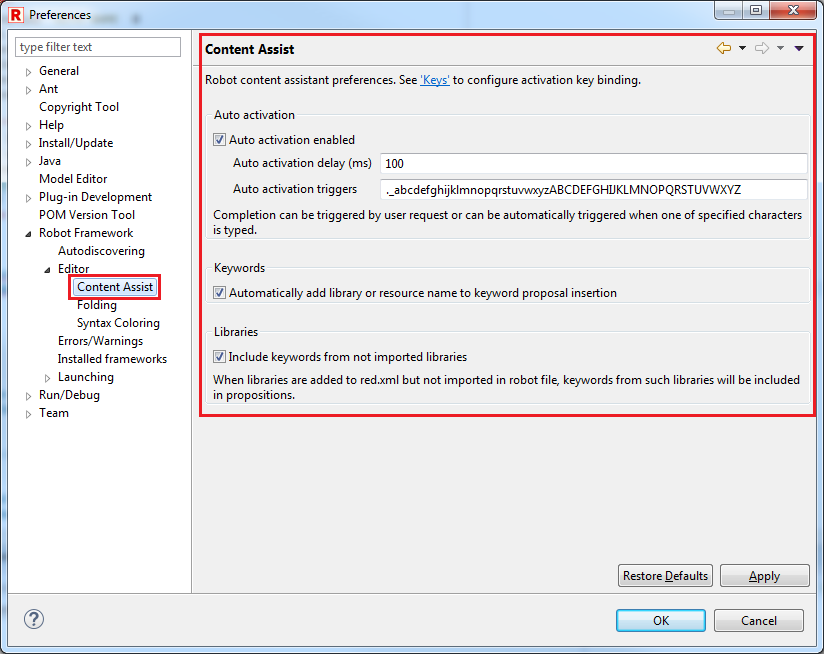 R Preferences
type filter text
General
Ant
Copyright Tool
Help
Install/Update
Java
Model Editor
Plug-in Development
POM Version Tool
Robot Framework
Autodiscovering
Editor
Content Assist
Folding
Syntax Coloring
Errors/Warnings
Installed frameworks
Launching
Run/Debug
Team
Content Assist
Robot content assistant preferences. See 'Keys' to configure activation key binding.
Auto activation
Auto activation enabled
Auto activation delay (ms) 100
Auto activation triggers ._abcdefghijklmnopqrstuvwxyzABCDEFGHIJKLMNOPQRSTUVWXYZ
Completion can be triggered by user request or can be automatically triggered when one of specified characters
is typed.
Keywords
Automatically add library or resource name to keyword proposal insertion
Libraries
Include keywords from not imported libraries
When libraries are added to red.xml but not imported in robot file, keywords from such libraries will be included
in propositions.
Restore Defaults Apply
? OK Cancel